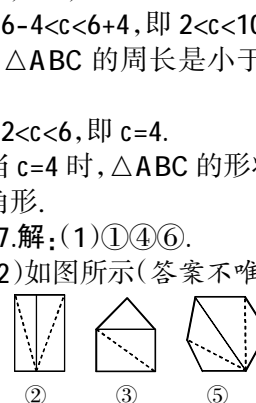 6-4<c<6+4,即 2<c<10
△ABC 的周长是小于
2<c<6,即 c=4.
当 c=4 时,△ABC 的形
角形.
7.解:(1)①④⑥.
2)如图所示(答案不唯
② ③ ⑤